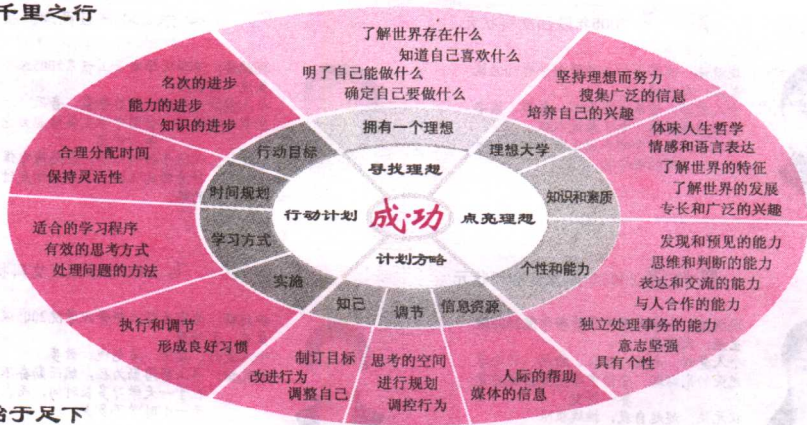 千里之行
了解世界存在什么
知道自己喜欢什么
明了自己能做什么
确定自己要做什么
拥有一个理想
寻找理想
名次的进步
能力的进步
知识的进步
行动目标
合理分配时间
保持灵活性
时间规划
适合的学习程序
有效的思考方式
处理问题的方法
学习方式
执行和调节
形成良好习惯
实施
行动计划
成·功
点亮理想
计划方略
坚持理想而努力
搜集广泛的信息
培养自己的兴趣
理想大学
体味人生哲学
情感和语言表达
了解世界的特征
了解世界的发展
专长和广泛的兴趣
知识和素质
发现和预见的能力
思维和判断的能力
表达和交流的能力
与人合作的能力
独立处理事务的能力
意志坚强
具有个性
个性和能力
知己
制订目标
改进行为
调整自己
调节
思考的空间
进行规划
调控行为
信息资源
人际的帮助
媒体的信息
始于足下